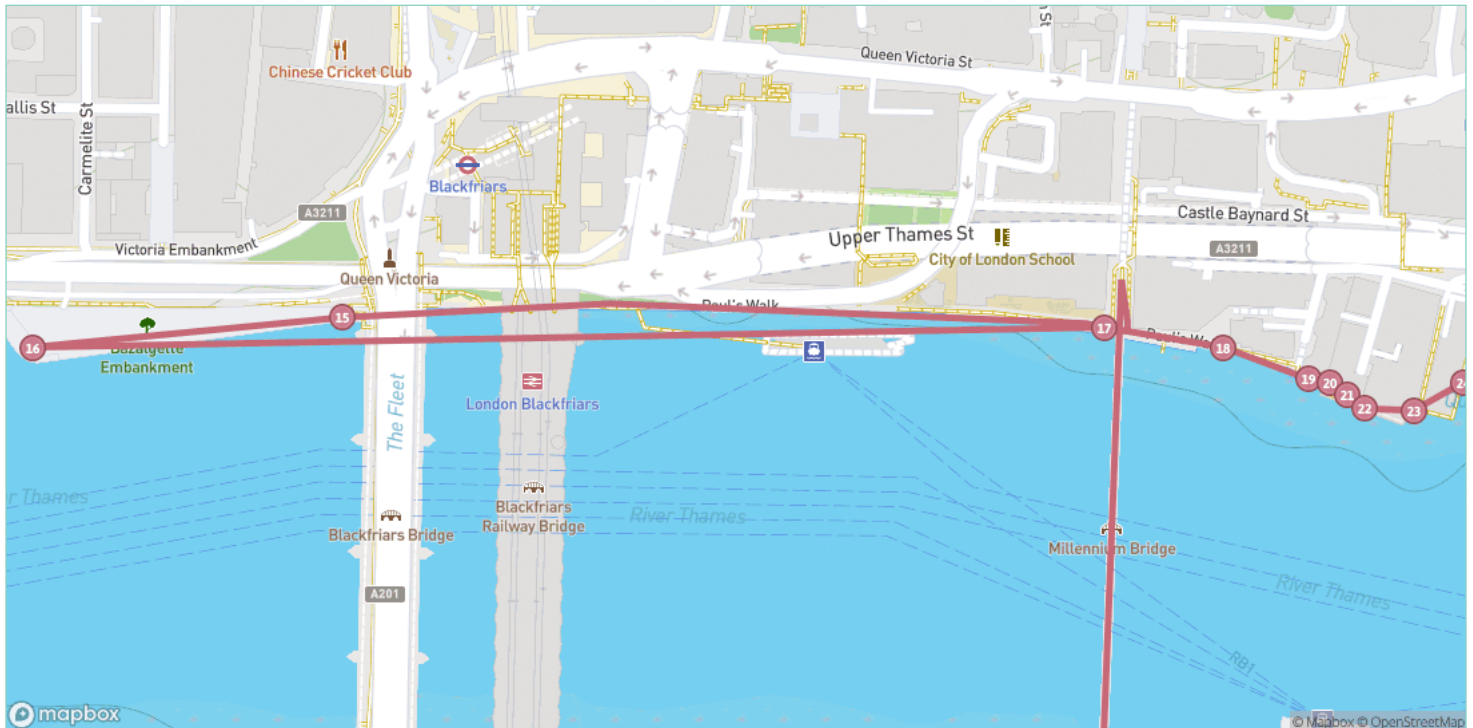 Chinese Cricket Club
Queen Victoria St
allis St
Carmelite St
Blackfriars
A3211
Castle Baynard St
Upper Thames St
Victoria Embankment
A3211
City of London School
Queen Victoria
Paul's Walk
15
17
16
Bazalgette
Embankment
18
19
20
21
22
23
24
London Blackfriars
The Fleet
River Thames
Blackfriars
Railway Bridge
River Thames
Blackfriars Bridge
Millennium Bridge
A201
River Thames
RB1
mapbox
© Mapbox © OpenStreetMap